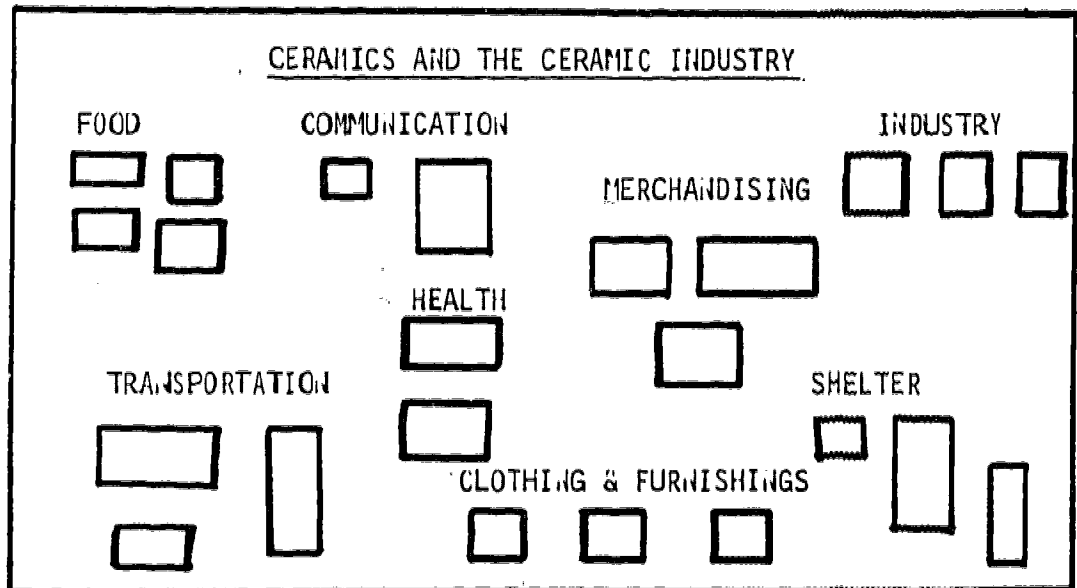 CERAMICS AND THE CERAMIC INDUSTRY
FOOD
COMMUNICATION
INDUSTRY
MERCHANDISING
HEALTH
TRANSPORTATION
SHELTER
CLOTHING & FURNISHINGS